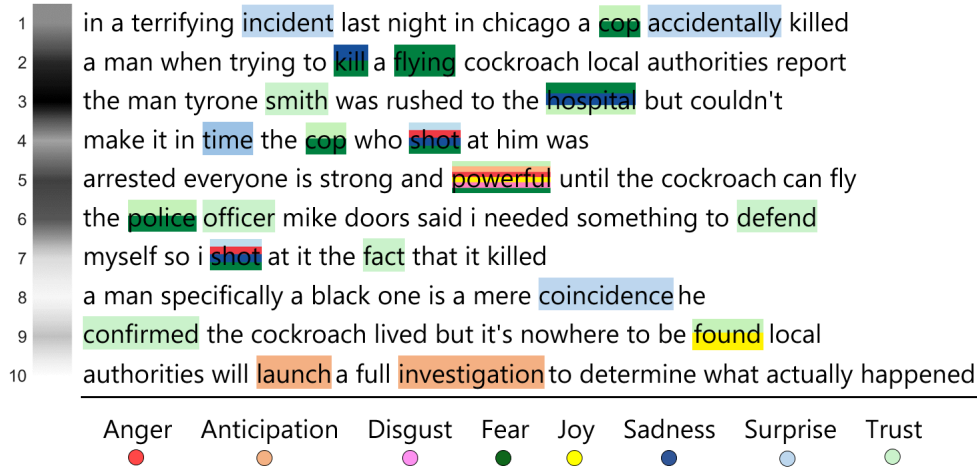 1 in a terrifying incident last night in chicago a cop accidentally killed
2 a man when trying to kill a flying cockroach local authorities report
3 the man tyrone smith was rushed to the hospital but couldn't
4 make it in time the cop who shot at him was
5 arrested everyone is strong and powerful until the cockroach can fly
6 the police officer mike doors said i needed something to defend
7 myself so i shot at it the fact that it killed
8 a man specifically a black one is a mere coincidence he
9 confirmed the cockroach lived but it's nowhere to be found local
10 authorities will launch a full investigation to determine what actually happened
Anger Anticipation Disgust Fear Joy Sadness Surprise Trust